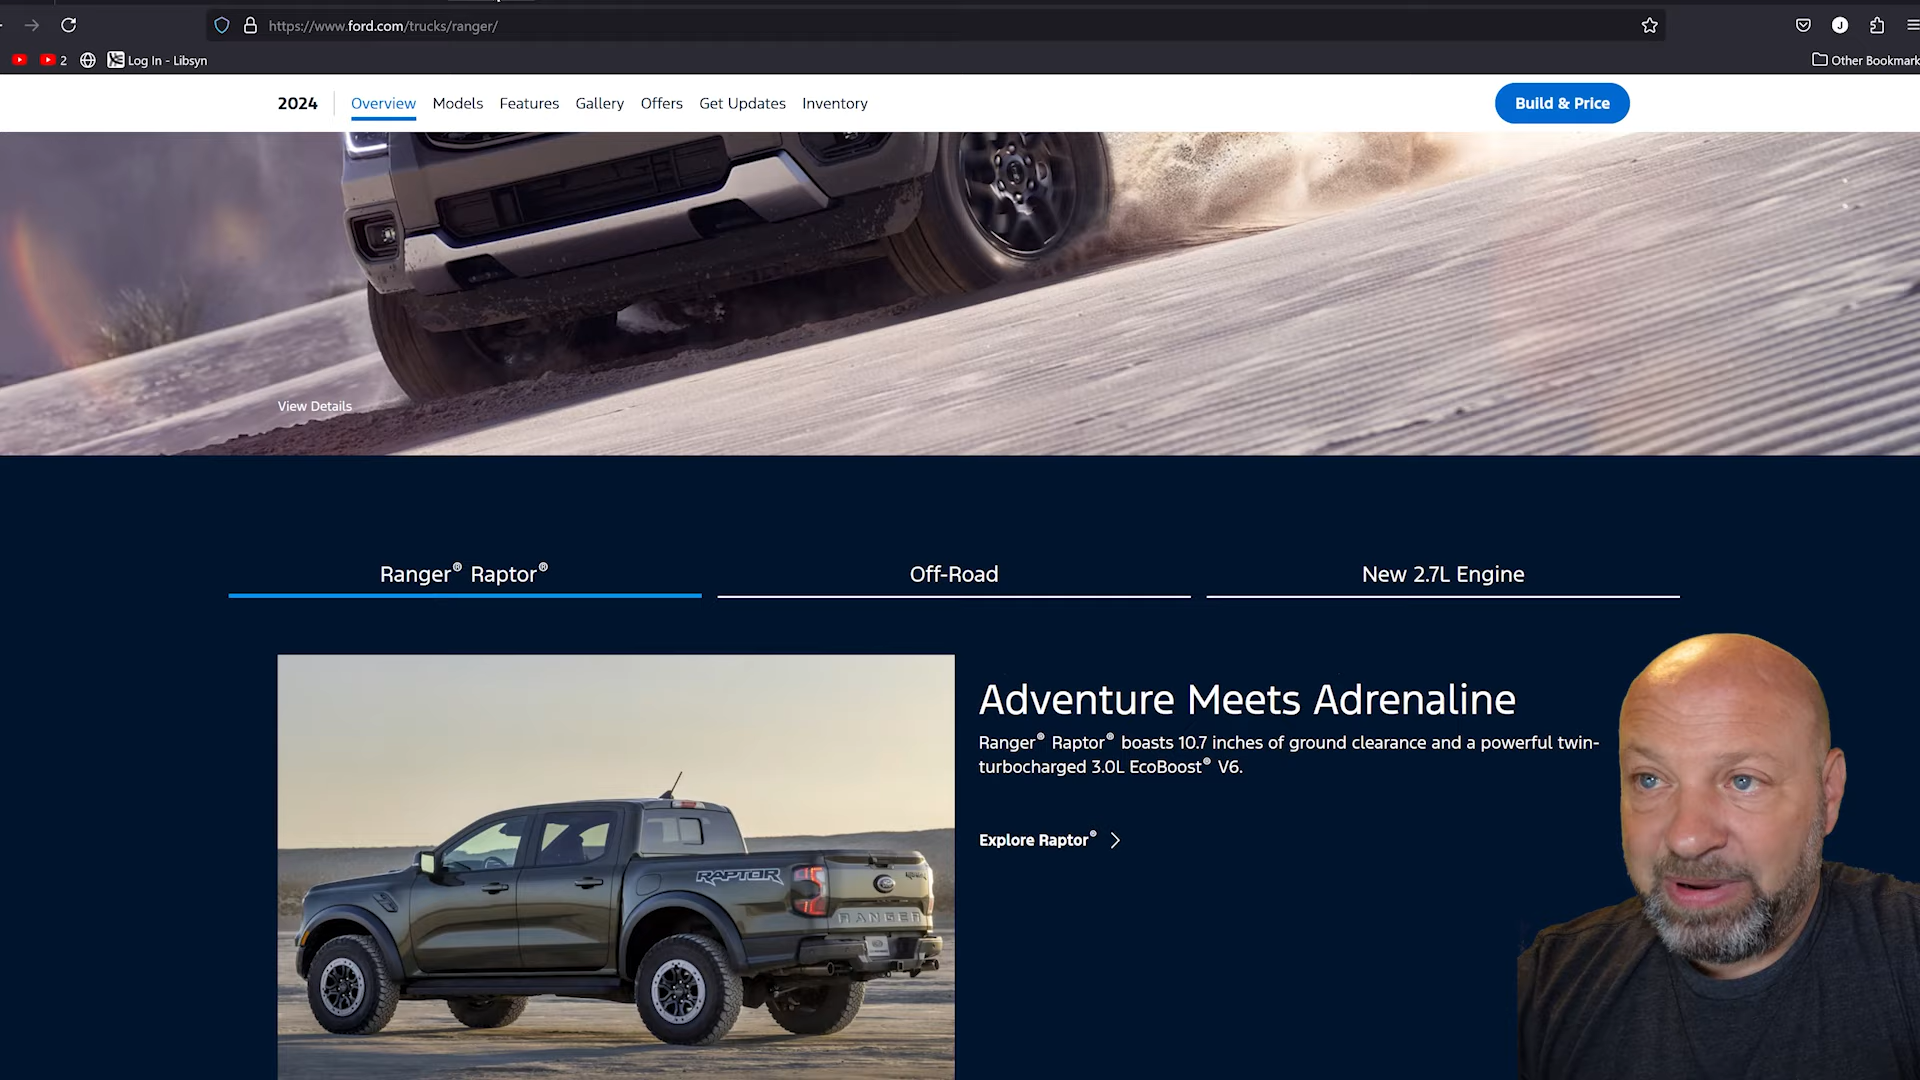 https://www.ford.com/trucks/ranger/
J
2
Log In - Libsyn
Other Bookmark
2024
Overview
Models
Features
Gallery
Offers
Get Updates
Inventory
Build & Price
View Details
Ranger® Raptor®
Off-Road
New 2.7L Engine
Adventure Meets Adrenaline
Ranger® Raptor® boasts 10.7 inches of ground clearance and a powerful twin-
turbocharged 3.0L EcoBoost® V6.
Explore Raptor®
RAPTOR
RANGER